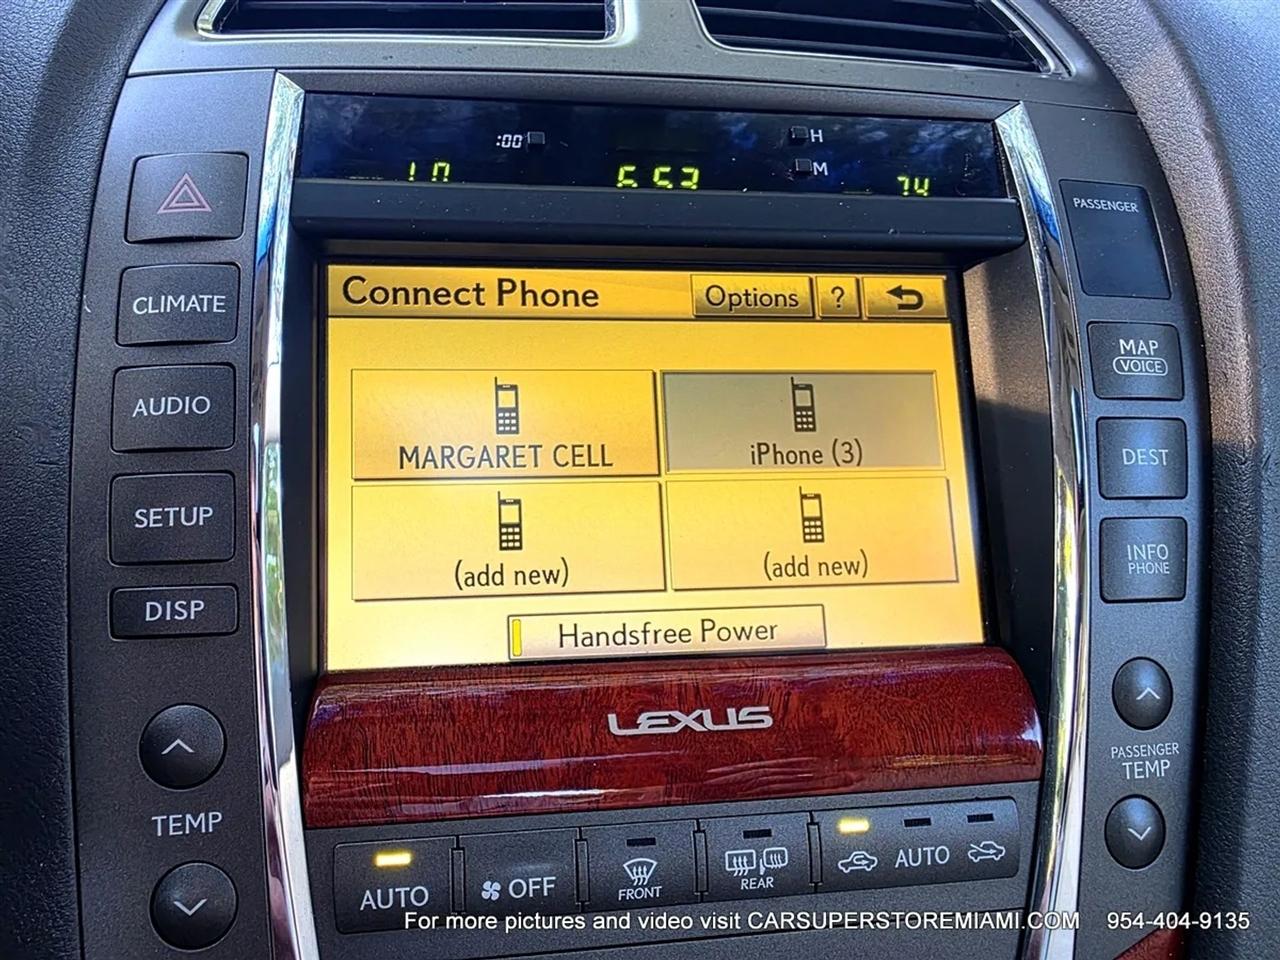 :00
H
M
6:53
74
PASSENGER
Connect Phone
Options
?
CLIMATE
MAP
VOICE
AUDIO
MARGARET CELL
iPhone (3)
DEST
SETUP
(add new)
(add new)
INFO
PHONE
DISP
Handsfree Power
LEXUS
TEMP
PASSENGER
TEMP
AUTO
OFF
FRONT
REAR
AUTO
For more pictures and video visit CARSUPERSTOREMIAMI.COM 954-404-9135